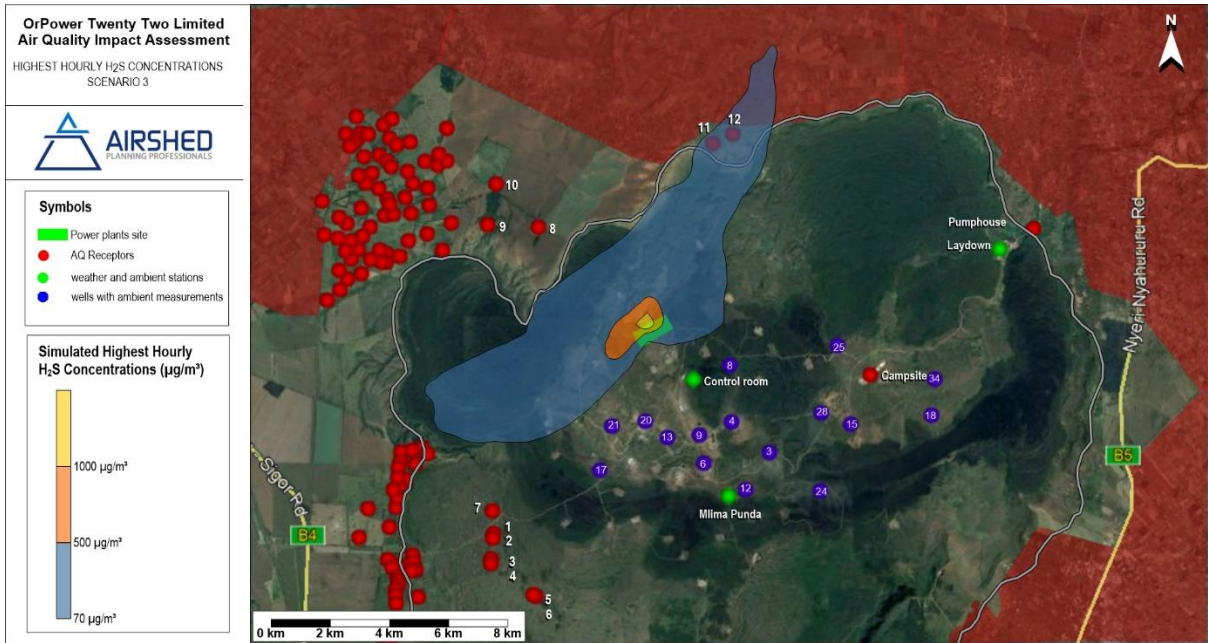 OrPower Twenty Two Limited
Air Quality Impact Assessment
HIGHEST HOURLY H2S CONCENTRATIONS
SCENARIO 3
AIRSHED
PLANNING PROFESSIONALS
Symbols
Power plants site
AQ Receptors
weather and ambient stations
wells with ambient measurements
Simulated Highest Hourly
H2S Concentrations (µg/m³)
1000 µg/m³
500 µg/m³
70 µg/m³
N
11
12
10
9
8
Pumphouse
Laydown
Nyeri-Nyahururu Rd
25
8
Control room
Campsite
34
28
18
21
20
4
15
13
9
3
17
6
B5
12
24
Mlima Punda
Sigor Rd
B4
7
1
2
3
4
5
6
0 km
2 km
4 km
6 km
8 km